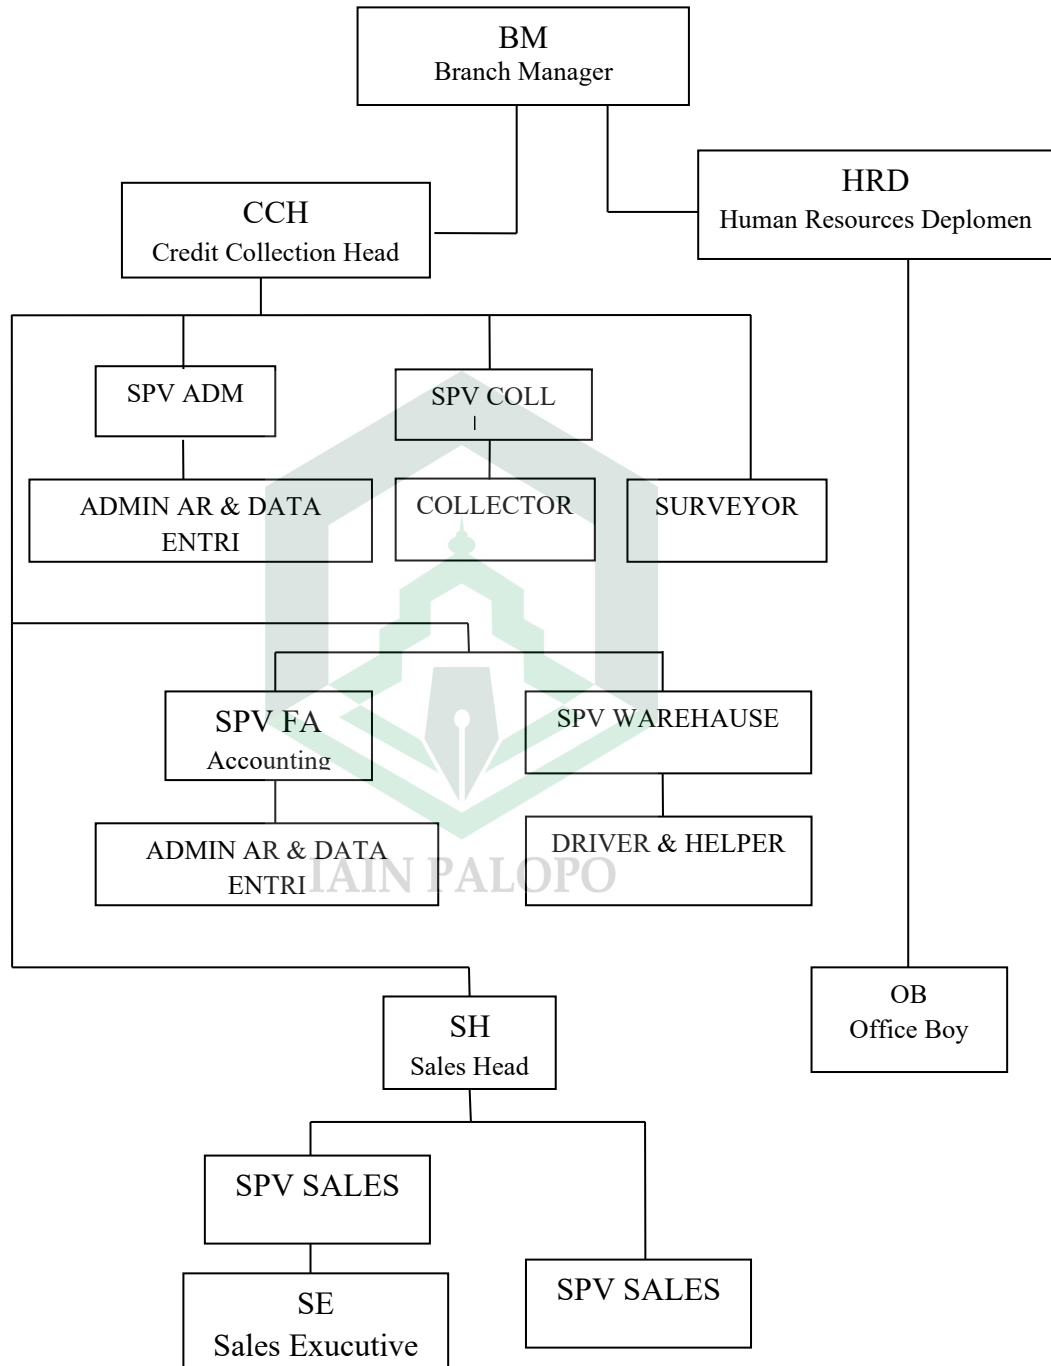 BM
Branch Manager
HRD
Human Resources Deplomen
CCH
Credit Collection Head
SPV ADM
SPV COLL
ADMIN AR & DATA
ENTRI
COLLECTOR
SURVEYOR
SPV FA
Accounting
SPV WAREHAUSE
ADMIN AR & DATA
ENTRI
DRIVER & HELPER
IAIN PALOPO
SH
Sales Head
OB
Office Boy
SPV SALES
SE
Sales Exucutive
SPV SALES